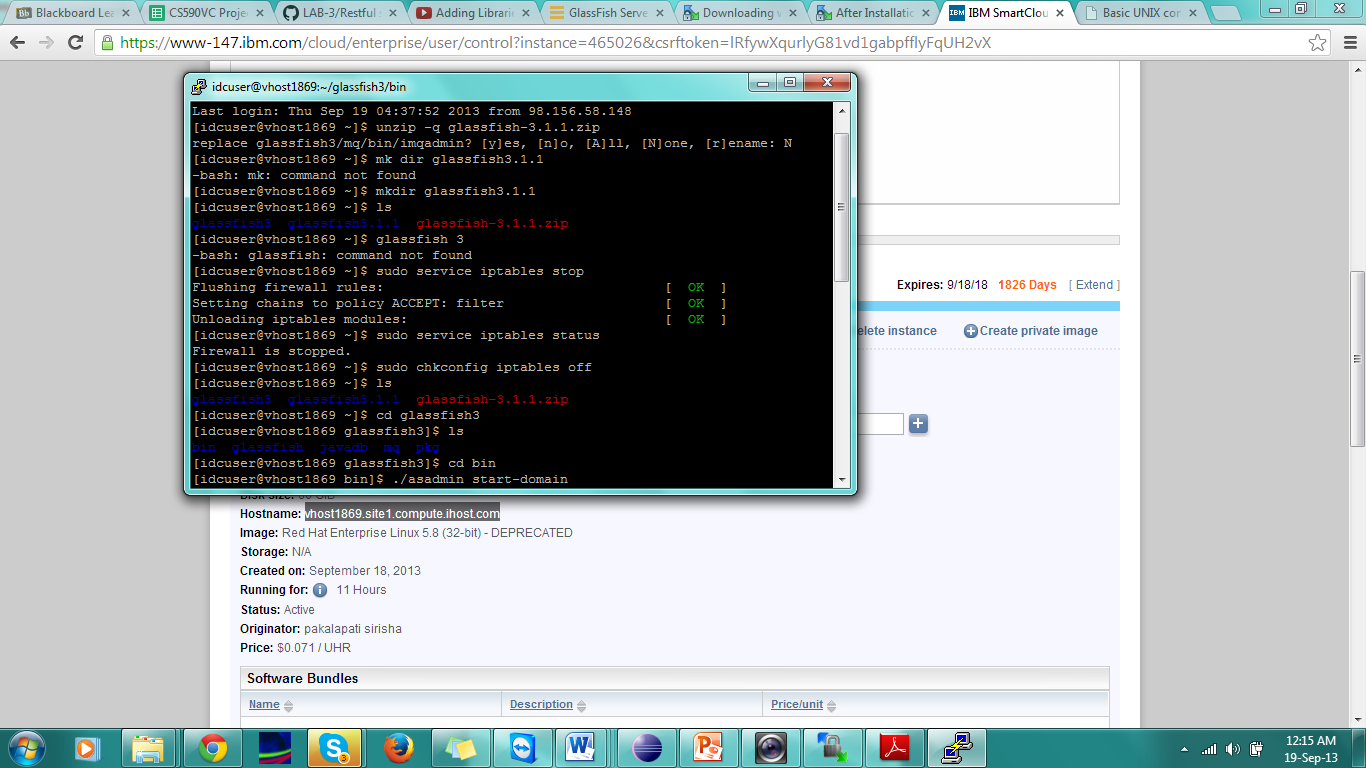 Blackboard Lea
CS590VC Proje
LAB-3/Restful
Adding Librarie
GlassFish Serve
Downloading
After Installatio
IBM SmartClou
Basic UNIX con
https://www-147.ibm.com/cloud/enterprise/user/control?instance=465026&csrftoken=lRfywXqurlyG81vd1gabpfflyFqUH2vX
idcuser@vhost1869:~/glassfish3/bin
Last login: Thu Sep 19 04:37:52 2013 from 98.156.58.148
[idcuser@vhost1869 ~]$ unzip -q glassfish-3.1.1.zip
replace glassfish3/mq/bin/imqadmin? [y]es, [n]o, [A]ll, [N]one, [r]ename: N
[idcuser@vhost1869 ~]$ mk dir glassfish3.1.1
-bash: mk: command not found
[idcuser@vhost1869 ~]$ mkdir glassfish3.1.1
[idcuser@vhost1869 ~]$ ls
glassfish3 glassfish3.1.1 glassfish-3.1.1.zip
[idcuser@vhost1869 ~]$ glassfish 3
-bash: glassfish: command not found
[idcuser@vhost1869 ~]$ sudo service iptables stop
Flushing firewall rules: [ OK ]
Setting chains to policy ACCEPT: filter [ OK ]
Unloading iptables modules: [ OK ]
[idcuser@vhost1869 ~]$ sudo service iptables status
Firewall is stopped.
[idcuser@vhost1869 ~]$ sudo chkconfig iptables off
[idcuser@vhost1869 ~]$ ls
glassfish3 glassfish3.1.1 glassfish-3.1.1.zip
[idcuser@vhost1869 ~]$ cd glassfish3
[idcuser@vhost1869 glassfish3]$ ls
bin glassfish javadb mq pkg
[idcuser@vhost1869 glassfish3]$ cd bin
[idcuser@vhost1869 bin]$ ./asadmin start-domain
Expires: 9/18/18 1826 Days [ Extend ]
elete instance
Create private image
Hostname: vhost1869.site1.compute.ihost.com
Image: Red Hat Enterprise Linux 5.8 (32-bit) - DEPRECATED
Storage: N/A
Created on: September 18, 2013
Running for: 11 Hours
Status: Active
Originator: pakalapati sirisha
Price: $0.071 / UHR
Software Bundles
Name
Description
Price/unit
12:15 AM
19-Sep-13